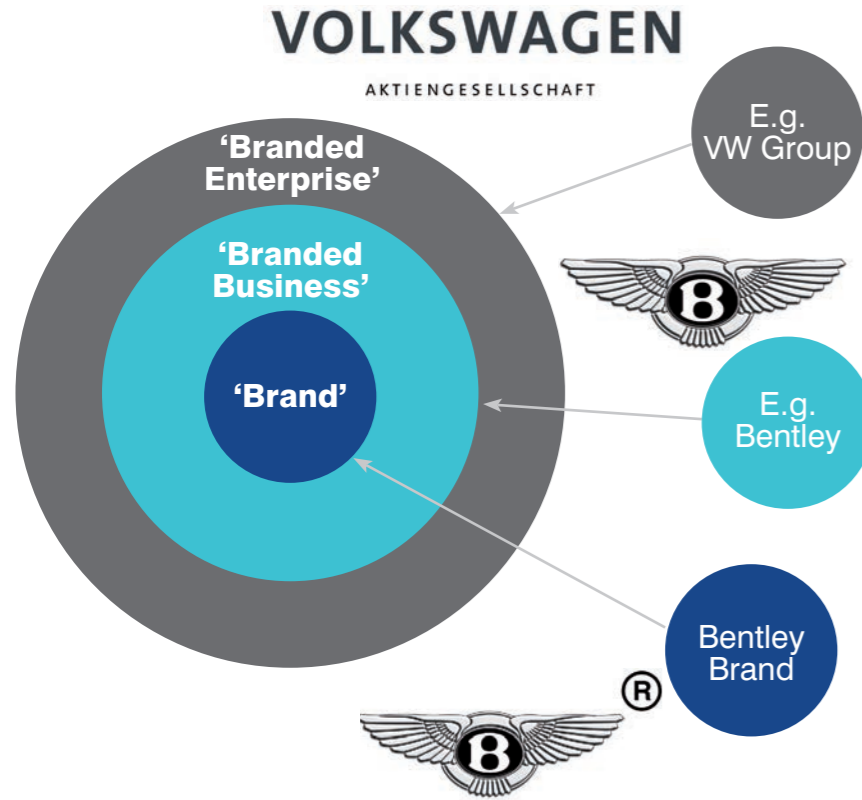 VOLKSWAGEN
AKTIENGESELLSCHAFT
‘Branded
Enterprise’
E.g.
VW Group
‘Branded
Business’
B
‘Brand’
E.g.
Bentley
Bentley
Brand
®
B